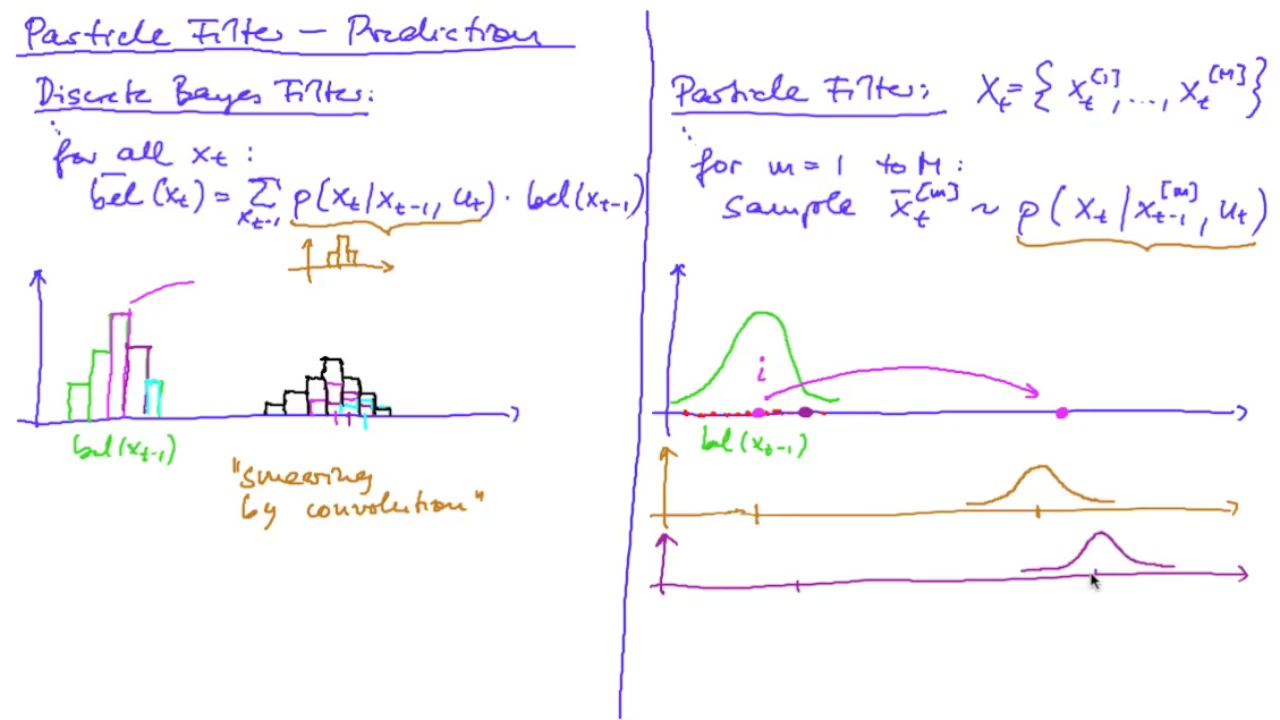 Particle Filter – Prediction
Discrete Bayes Filter:
for all xₜ :
b̅e̅l̅ (xₜ) = Σ p(xₜ|xₜ₋₁, uₜ) · bel(xₜ₋₁)
xₜ₋₁
bel(xₜ₋₁)
"smearing
by convolution"
Particle Filter: Xₜ = { xₜ^[1], ..., xₜ^[M] }
for m = 1 to M:
sample x̄ₜ^[m] ~ p( xₜ | xₜ₋₁^[m], uₜ)
i
bel(xₜ₋₁)